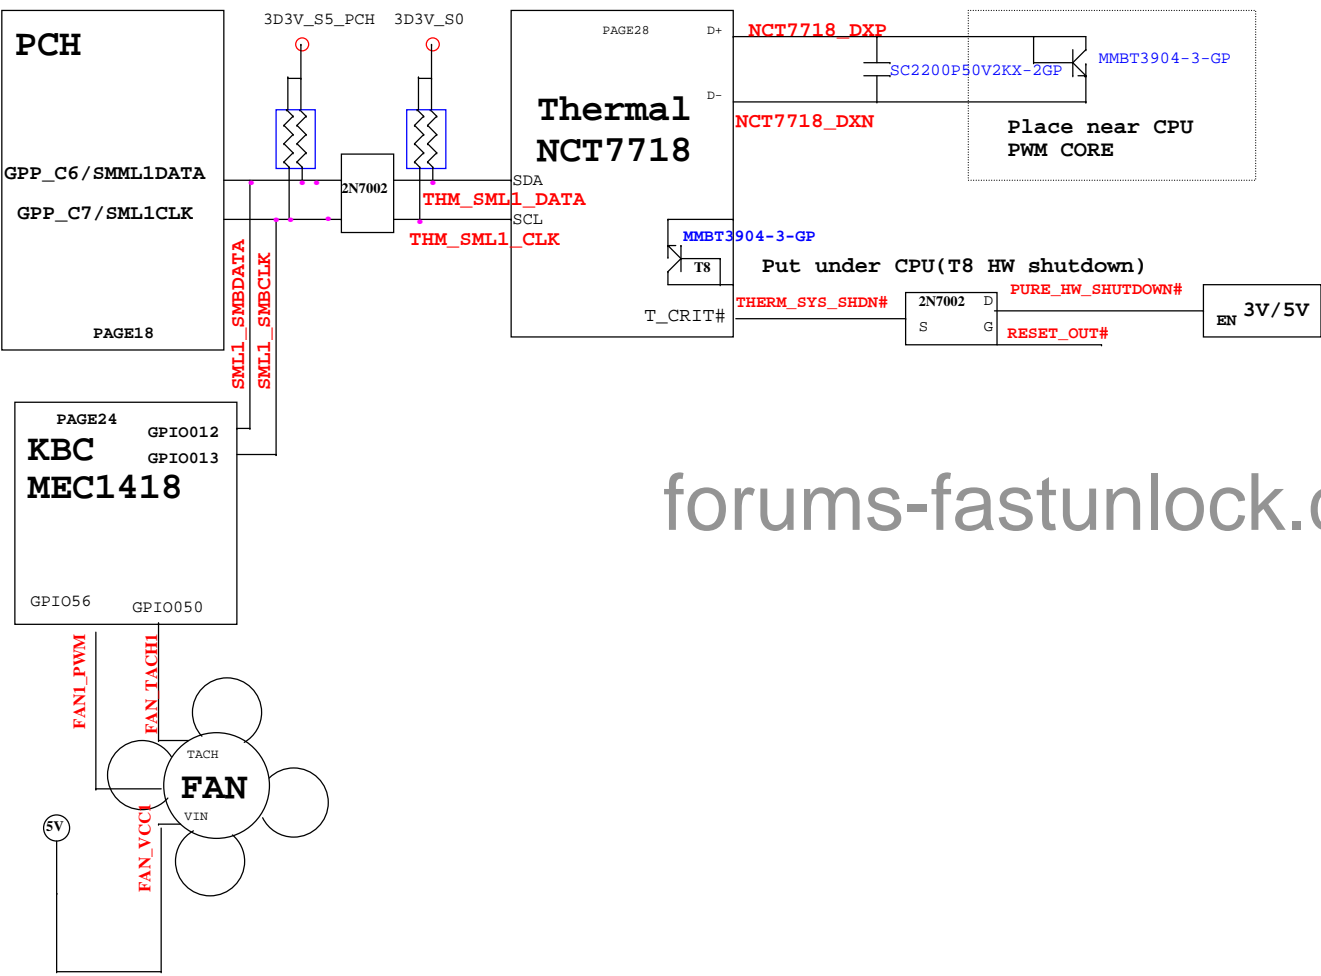 3D3V_S5_PCH
3D3V_S0
PCH
GPP_C6/SMML1DATA
GPP_C7/SML1CLK
PAGE18
2N7002
THM_SML1_DATA
THM_SML1_CLK
SML1_SMBDATA
SML1_SMBCLK
PAGE28
D+
D-
Thermal
NCT7718
SDA
SCL
T_CRIT#
NCT7718_DXP
NCT7718_DXN
SC2200P50V2KX-2GP
MMBT3904-3-GP
Place near CPU
PWM CORE
MMBT3904-3-GP
T8
Put under CPU(T8 HW shutdown)
THERM_SYS_SHDN#
2N7002
D
S
G
PURE_HW_SHUTDOWN#
RESET_OUT#
EN
3V/5V
PAGE24
KBC
MEC1418
GPIO012
GPIO013
GPIO56
GPIO050
FAN1_PWM
FAN_TACH1
TACH
FAN
VIN
FAN_VCC1
5V
forums-fastunlock.